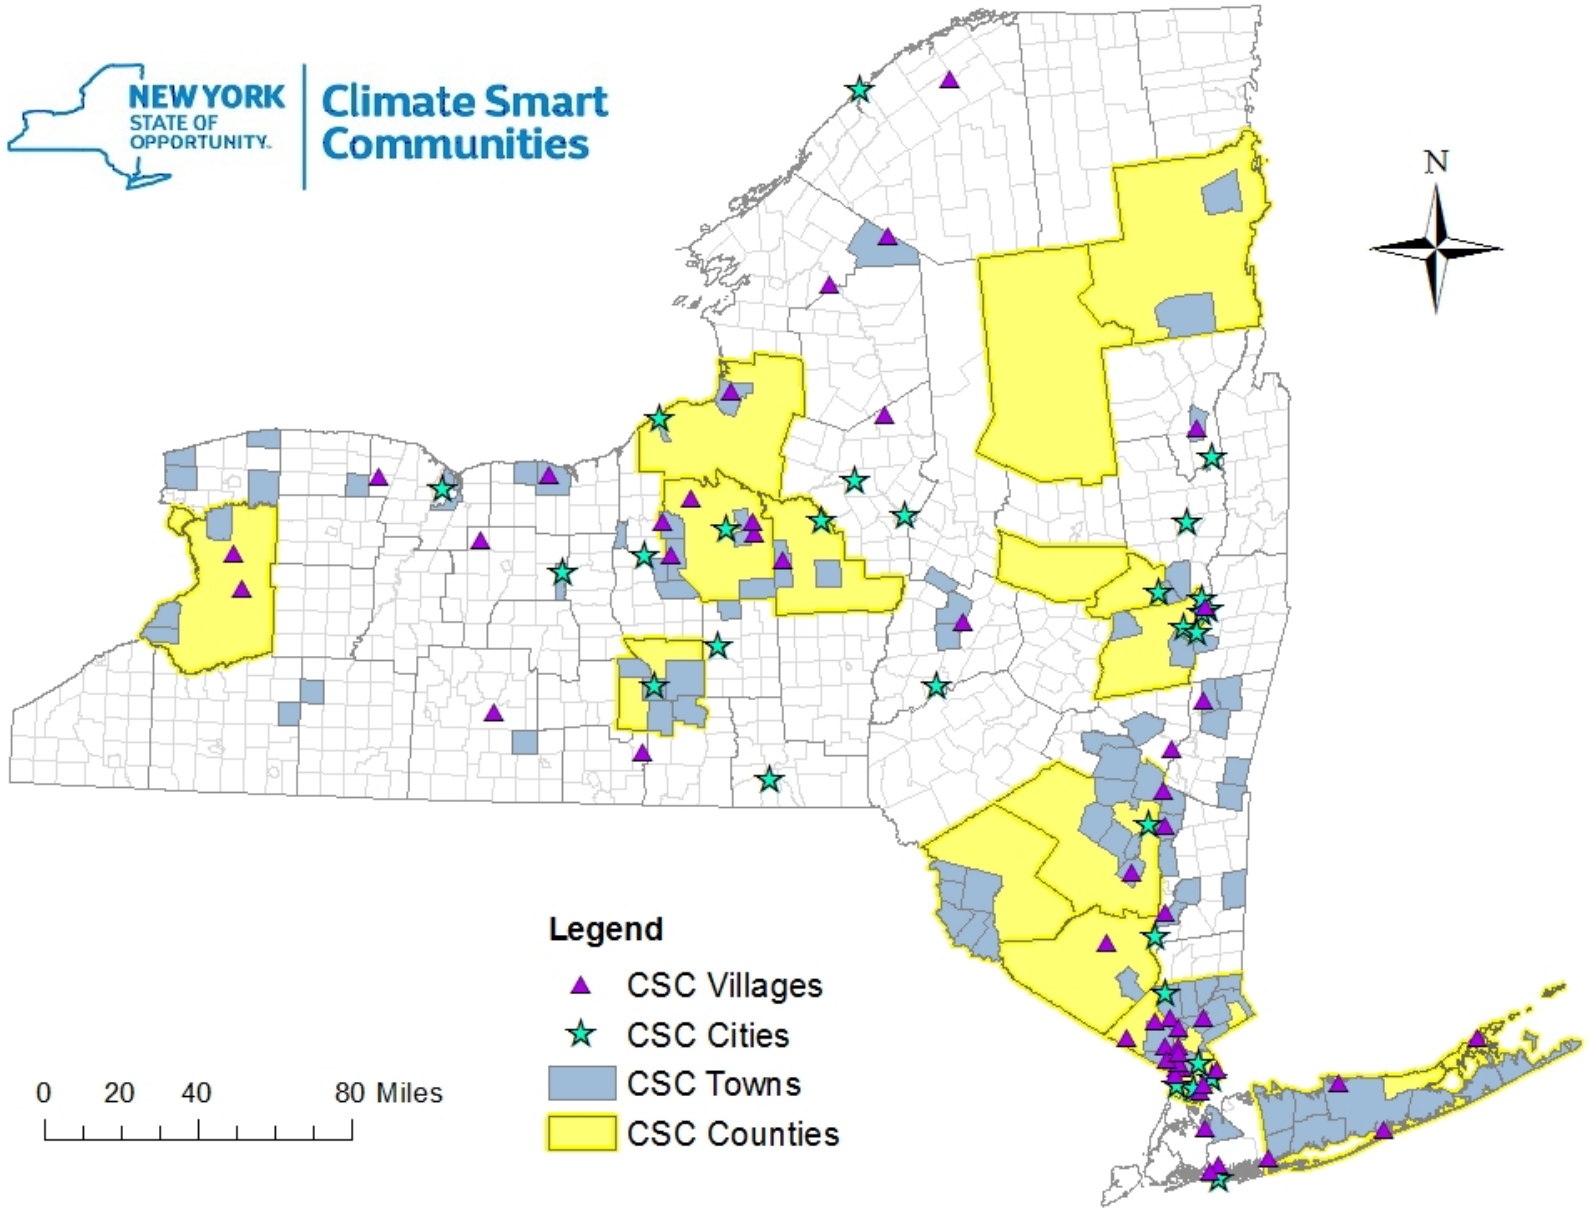 NEW YORK
STATE OF
OPPORTUNITY.
Climate Smart
Communities
N
Legend
CSC Villages
CSC Cities
CSC Towns
CSC Counties
0 20 40 80 Miles